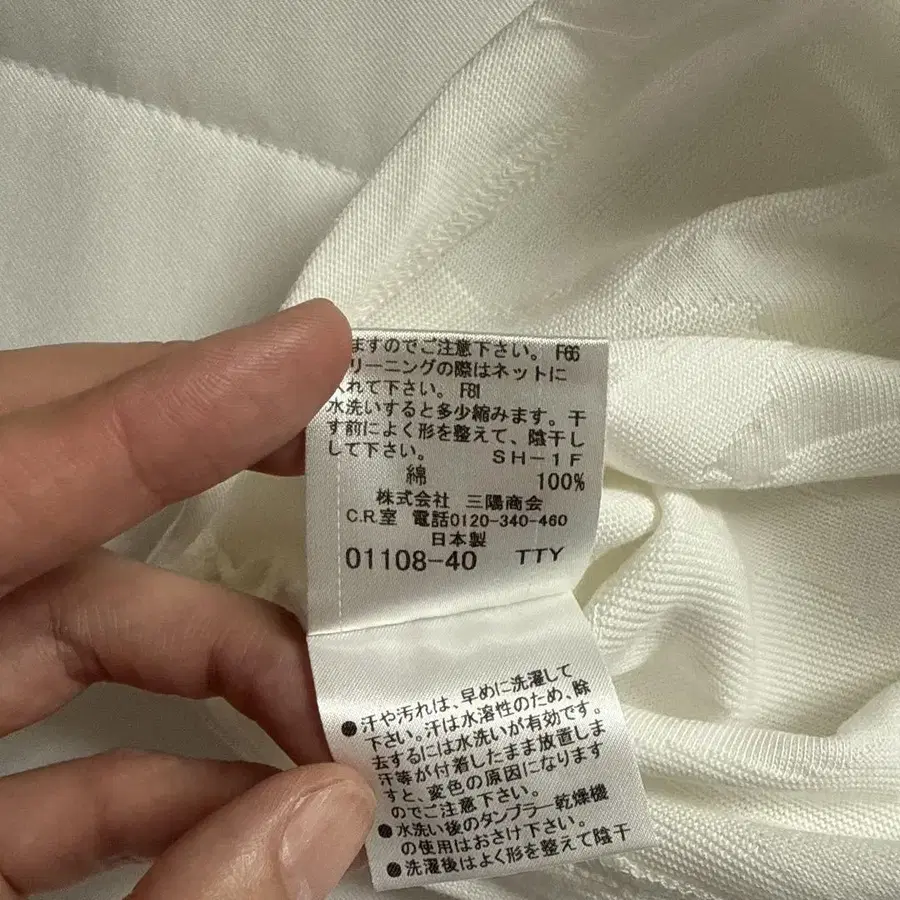 ますのでご注意下さい。 F66
リーニングの際はネットに
入れて下さい。 F81
水洗いすると多少縮みます。干
す前によく形を整えて、陰干し
して下さい。 SH-1F
綿 100%
株式会社 三陽商会
C.R.室 電話0120-340-460
日本製
01108-40 TTY
●汗や汚れは、早めに洗濯して
下さい。汗は水溶性のため、除
去するには水洗いが有効です。
汗等が付着したまま放置しま
すと、変色の原因になります
のでご注意下さい。
●水洗い後のタンブラー乾燥機
の使用はおさけ下さい。
●洗濯後はよく形を整えて陰干